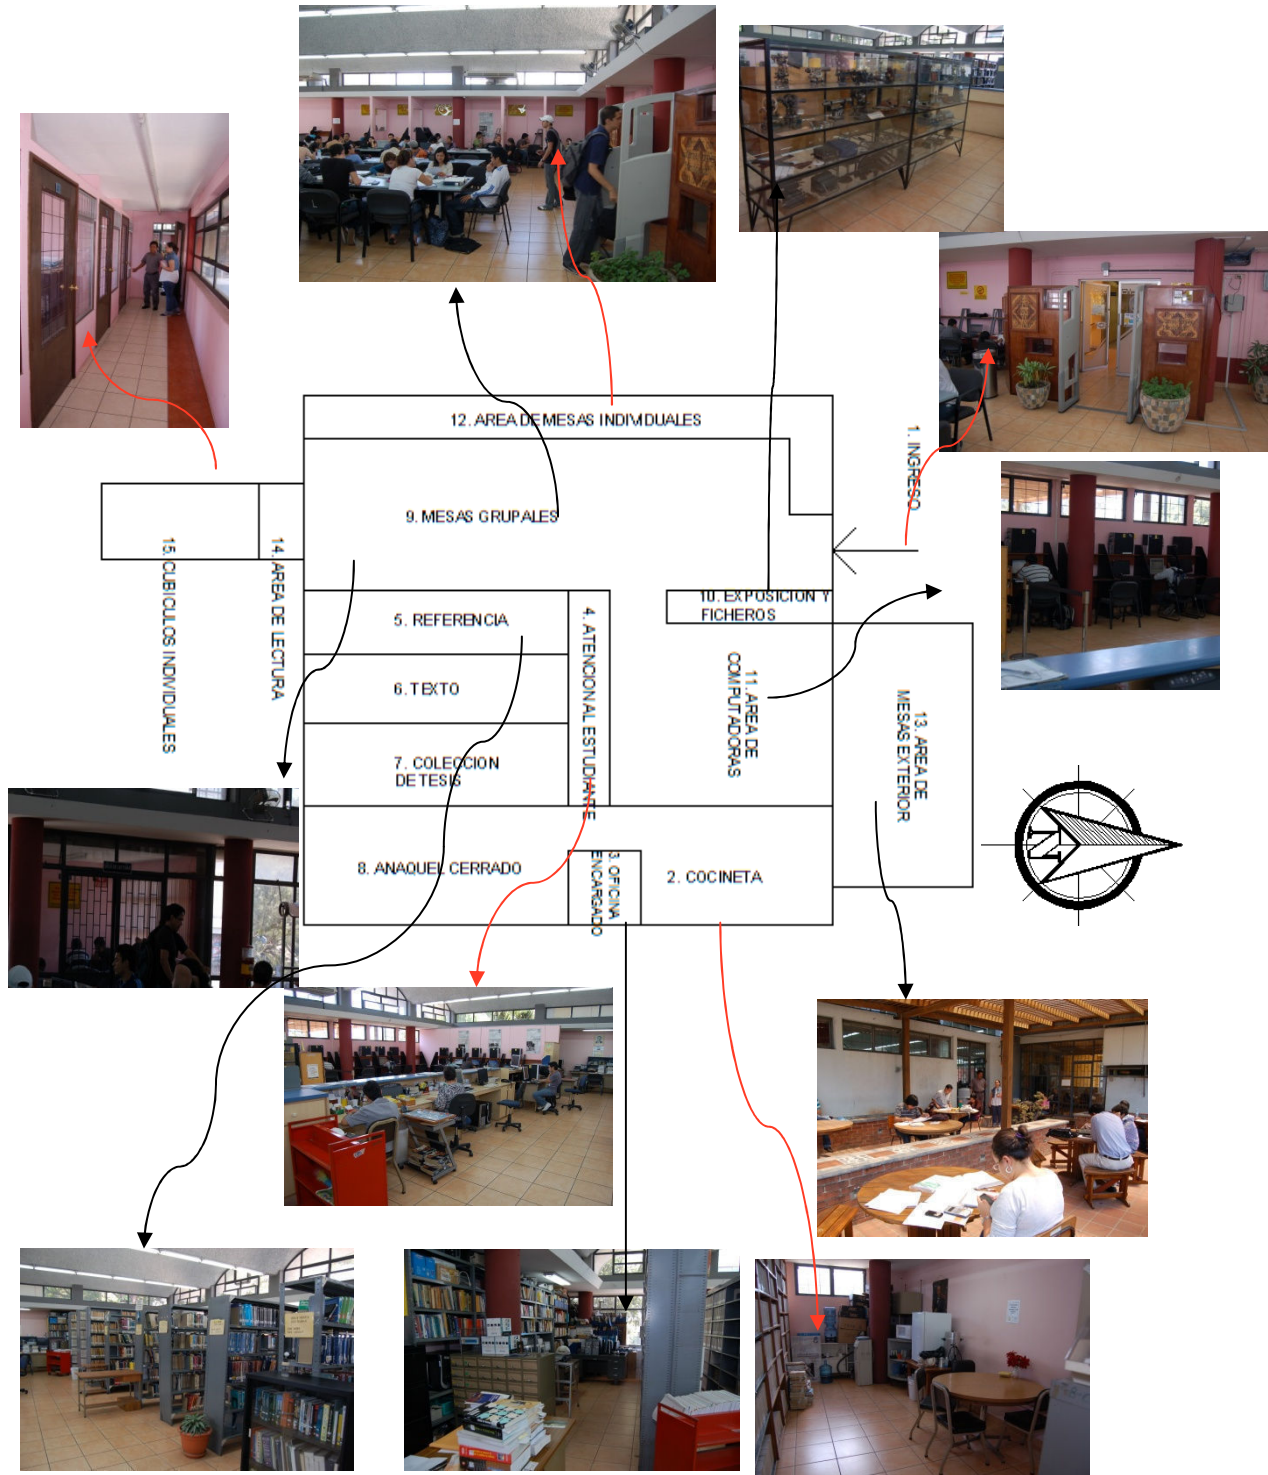 12. AREA DE MESAS INDIVIDUALES
1. INGRESO
9. MESAS GRUPALES
15. CUBICULOS INDIVIDUALES
14. AREA DE LECTURA
5. REFERENCIA
4. ATENCION AL ESTUDIANTE
10. EXPOSICION Y
FICHEROS
6. TEXTO
11. AREA DE
COMPUTADORAS
13. AREA DE
MESAS EXTERIOR
7. COLECCION
DE TESIS
8. ANAQUEL CERRADO
3. OFICINA
ENCARGADO
2. COCINETA
N